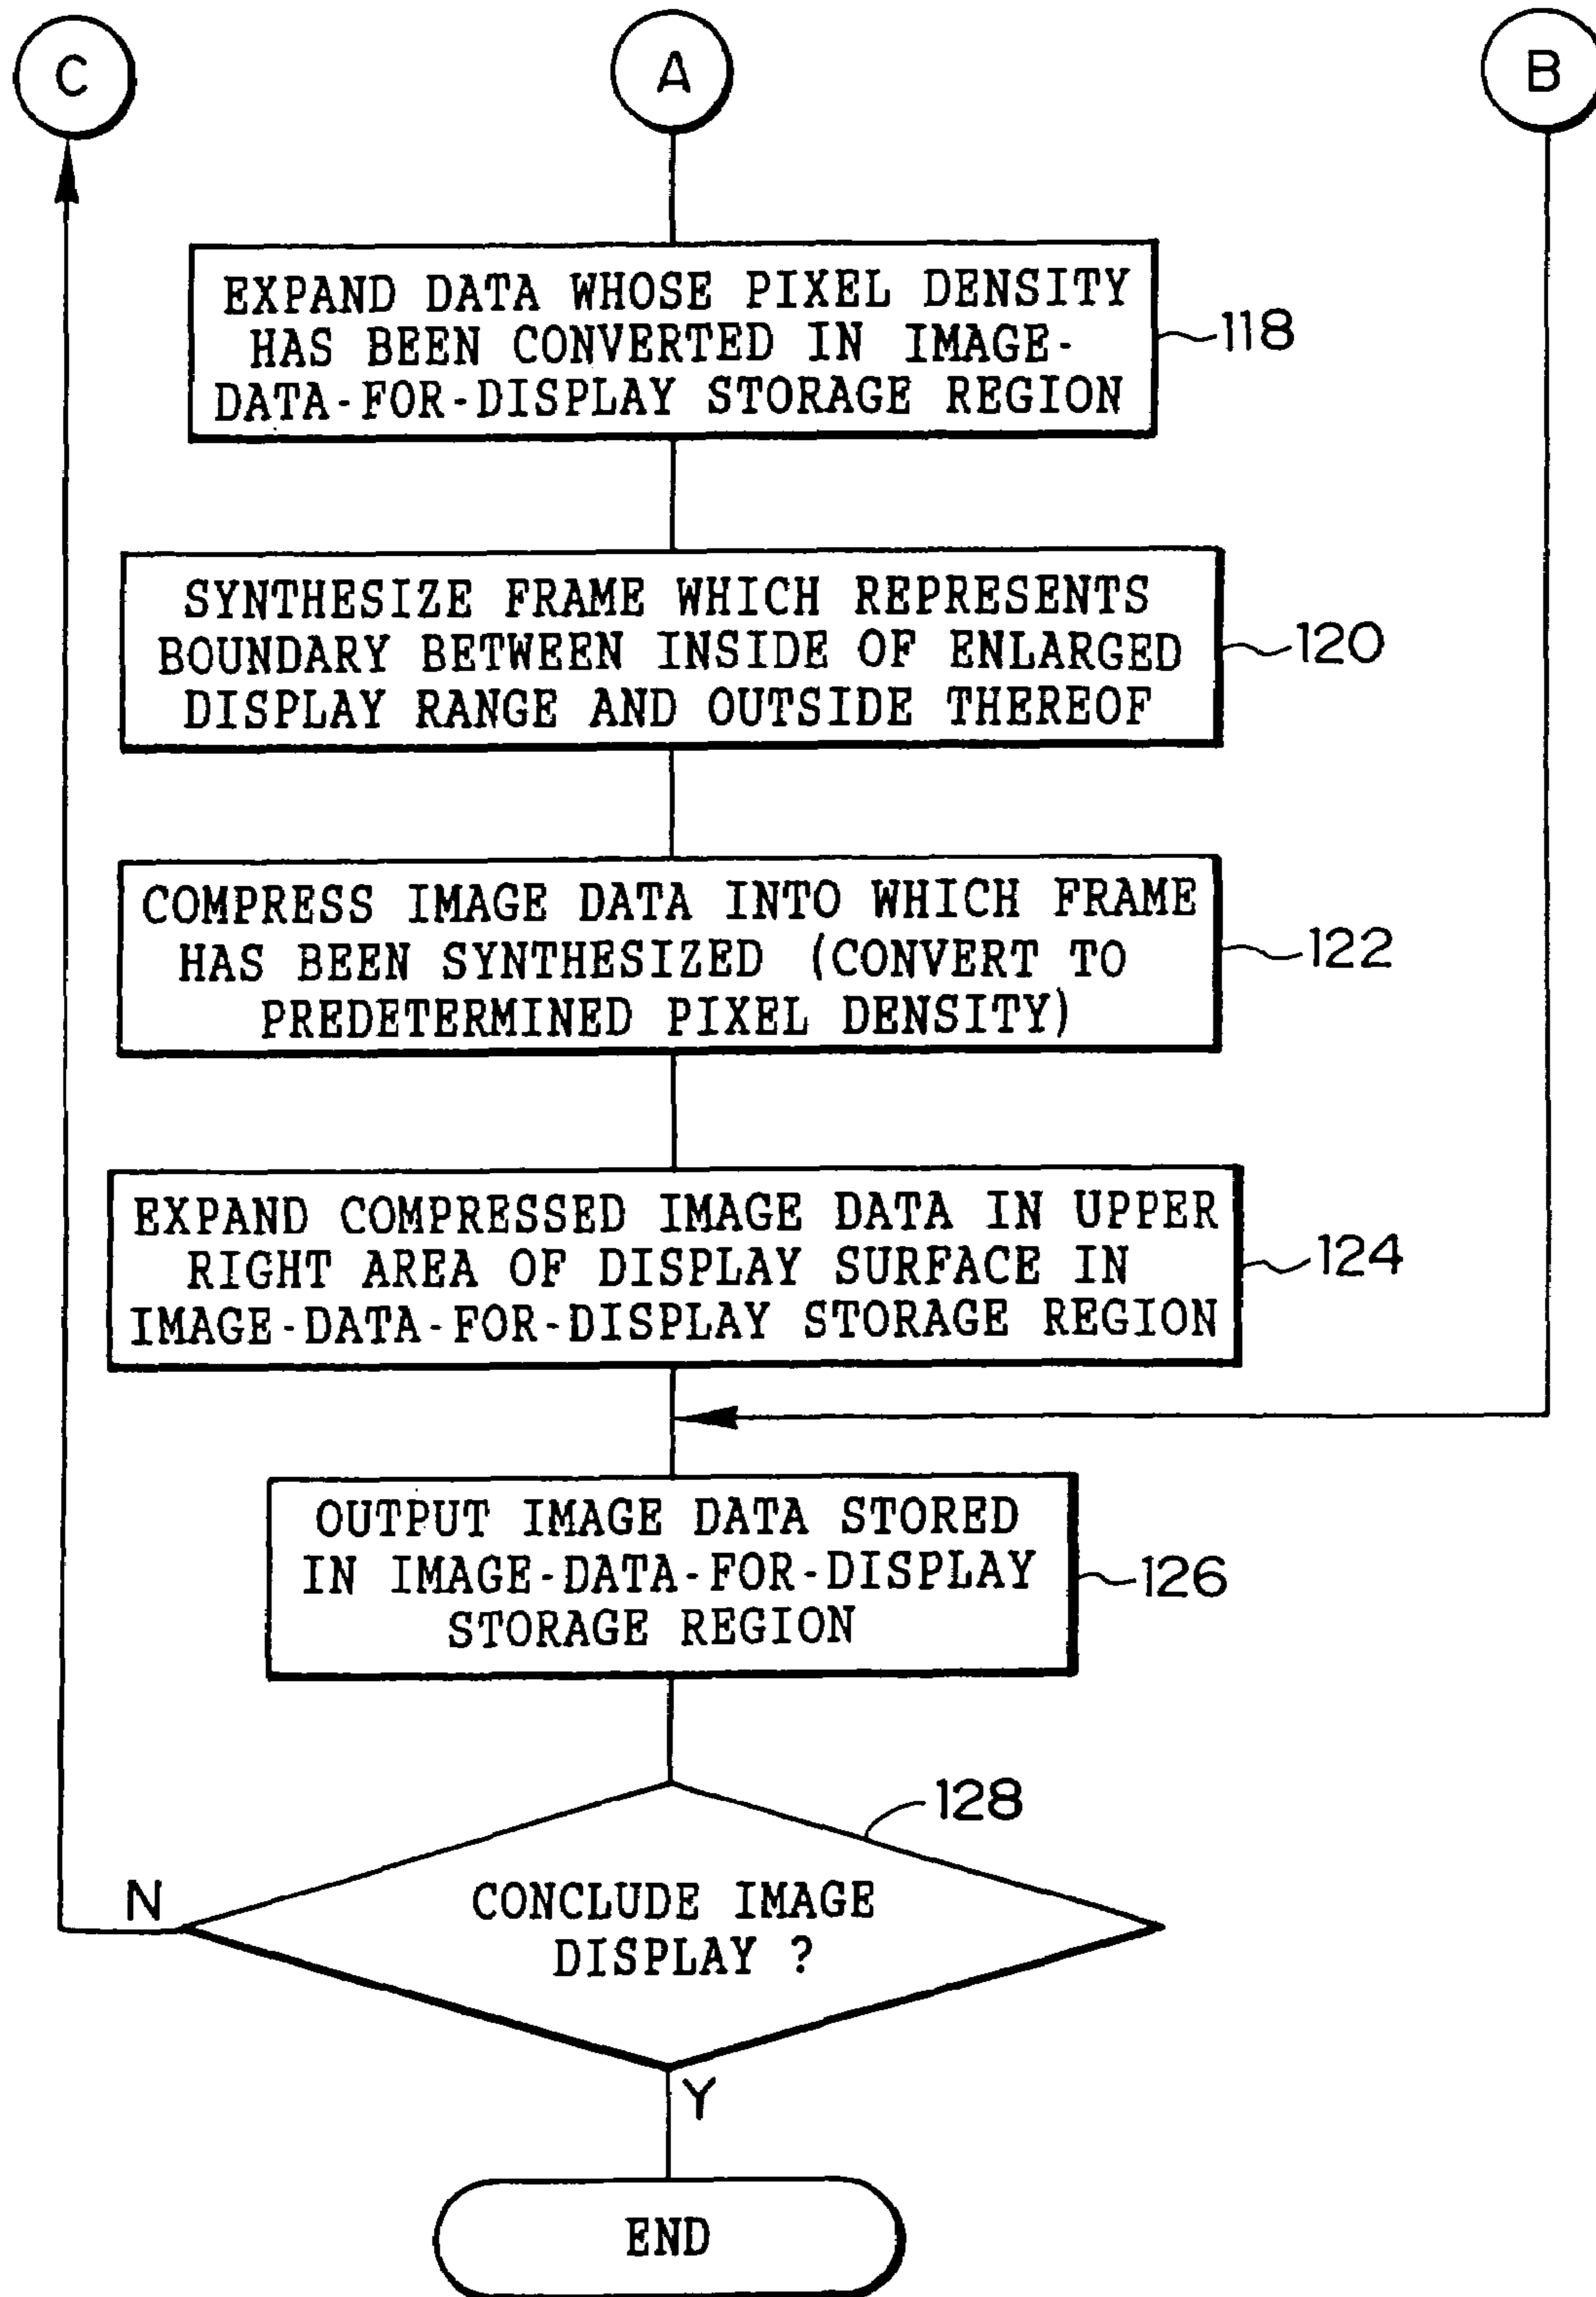 C
A
B
EXPAND DATA WHOSE PIXEL DENSITY
HAS BEEN CONVERTED IN IMAGE-
DATA-FOR-DISPLAY STORAGE REGION
118
SYNTHESIZE FRAME WHICH REPRESENTS
BOUNDARY BETWEEN INSIDE OF ENLARGED
DISPLAY RANGE AND OUTSIDE THEREOF
120
COMPRESS IMAGE DATA INTO WHICH FRAME
HAS BEEN SYNTHESIZED (CONVERT TO
PREDETERMINED PIXEL DENSITY)
122
EXPAND COMPRESSED IMAGE DATA IN UPPER
RIGHT AREA OF DISPLAY SURFACE IN
IMAGE-DATA-FOR-DISPLAY STORAGE REGION
124
OUTPUT IMAGE DATA STORED
IN IMAGE-DATA-FOR-DISPLAY
STORAGE REGION
126
128
N
CONCLUDE IMAGE
DISPLAY ?
Y
END